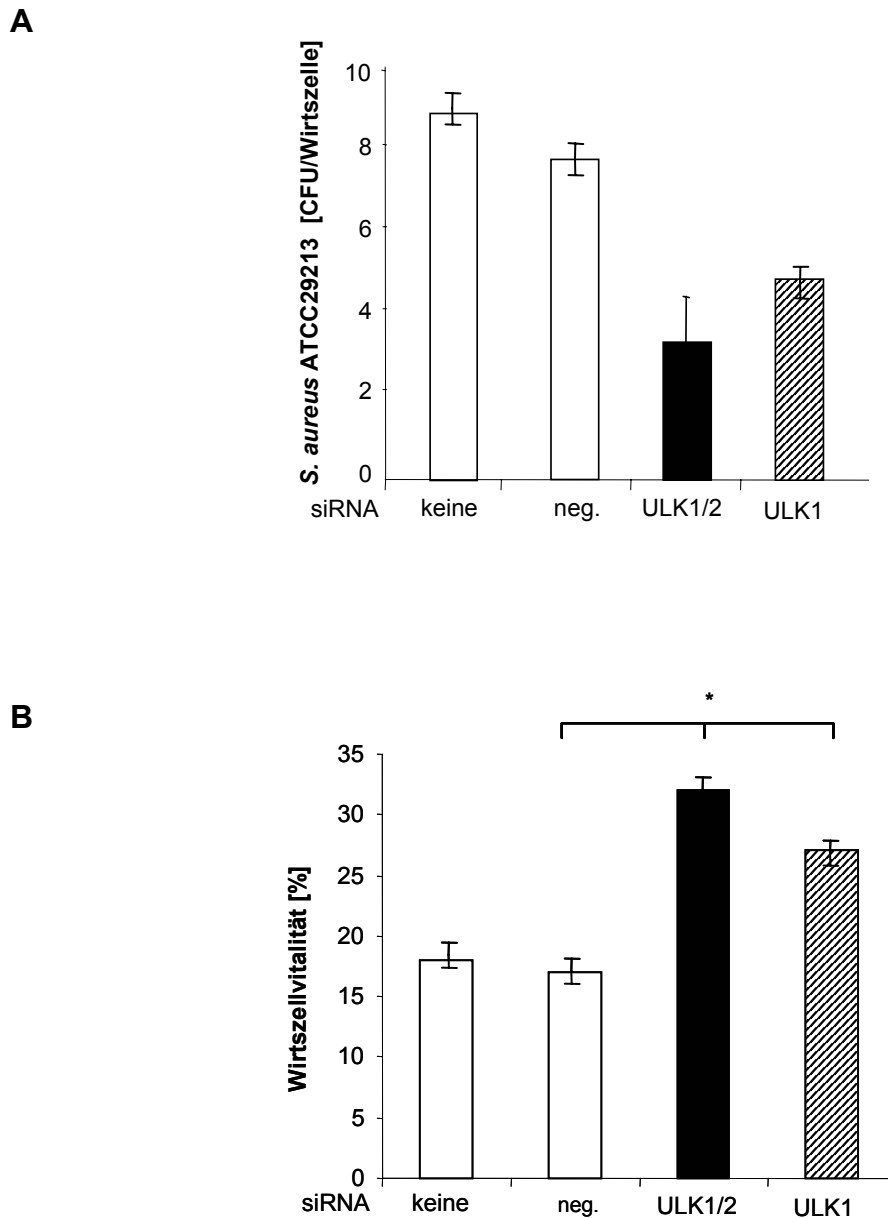 A
S. aureus ATCC29213 [CFU/Wirtszelle]
10
8
6
4
2
0
siRNA keine neg. ULK1/2 ULK1
B
*
Wirtszellvitalität [%]
35
30
25
20
15
10
5
0
siRNA keine neg. ULK1/2 ULK1